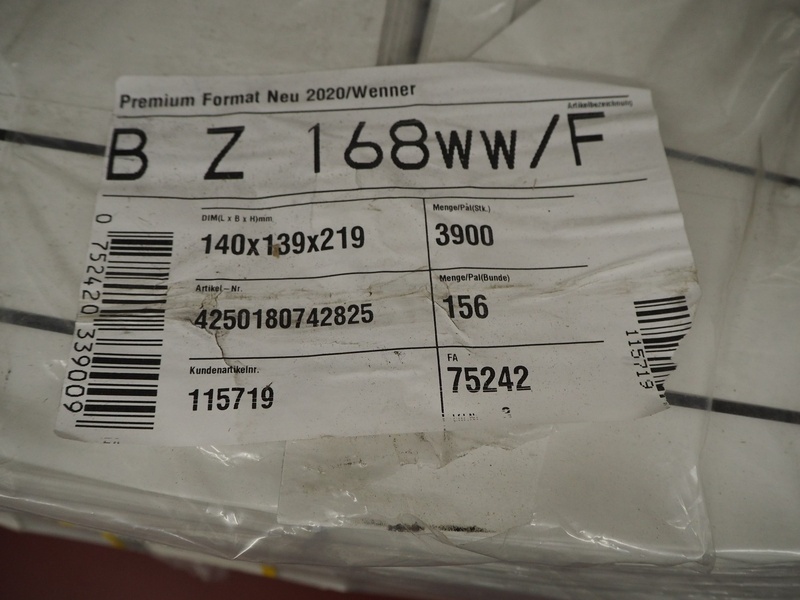 Premium Format Neu 2020/Wenner
Artikelbezeichnung
B Z 168WW/F
DIM(L x B x H)mm
140x139x219
Menge/Pal(Stk.)
3900
Artikel-Nr.
4250180742825
Menge/Pal(Bunde)
156
Kundenartikelnr.
115719
FA
75242
0 752420 339009
115719